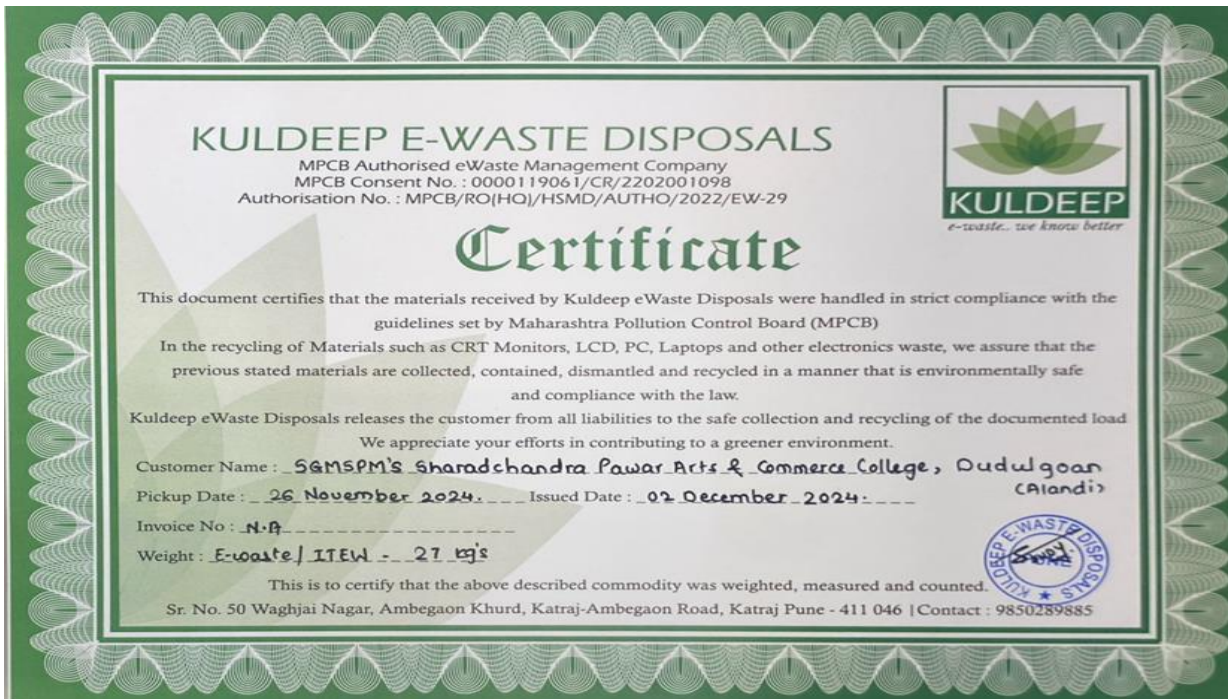 KULDEEP E-WASTE DISPOSALS
MPCB Authorised eWaste Management Company
MPCB Consent No. : 0000119061/CR/2202001098
Authorisation No. : MPCB/RO(HQ)/HSMD/AUTHO/2022/EW-29
KULDEEP
e-waste.. we know better
Certificate
This document certifies that the materials received by Kuldeep eWaste Disposals were handled in strict compliance with the
guidelines set by Maharashtra Pollution Control Board (MPCB)
In the recycling of Materials such as CRT Monitors, LCD, PC, Laptops and other electronics waste, we assure that the
previous stated materials are collected, contained, dismantled and recycled in a manner that is environmentally safe
and compliance with the law.
Kuldeep eWaste Disposals releases the customer from all liabilities to the safe collection and recycling of the documented load
We appreciate your efforts in contributing to a greener environment.
Customer Name : SGMSPM's Sharadchandra Pawar Arts & Commerce College, Dudulgoan
(Alandi)
Pickup Date : 26 November 2024. Issued Date : 02 December 2024.
Invoice No : N.A
Weight : E-waste/ITEW - 27 kg's
KULDEEP E-WASTE DISPOSALS
This is to certify that the above described commodity was weighted, measured and counted.
Sr. No. 50 Waghjai Nagar, Ambegaon Khurd, Katraj-Ambegaon Road, Katraj Pune - 411 046 | Contact : 9850289885